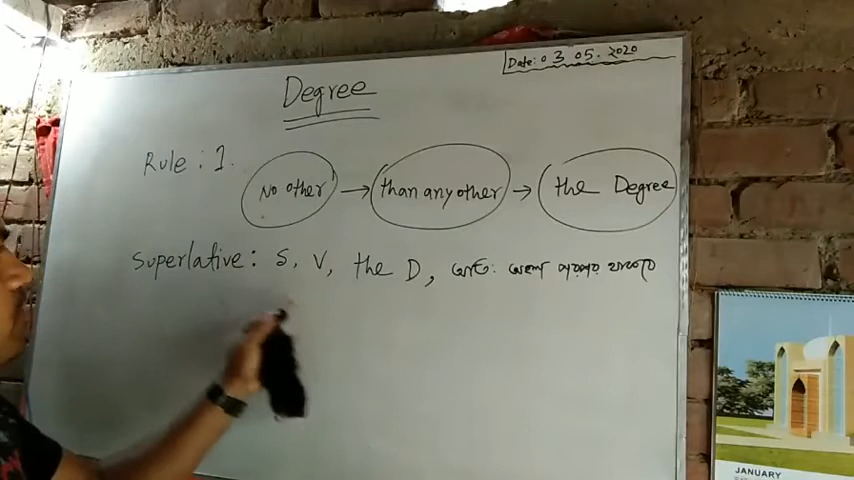 Date: 03.05.2020
Degree
Rule: 1. No other → than any other → the Degree
Superlative: S, V, the D,
JANUARY